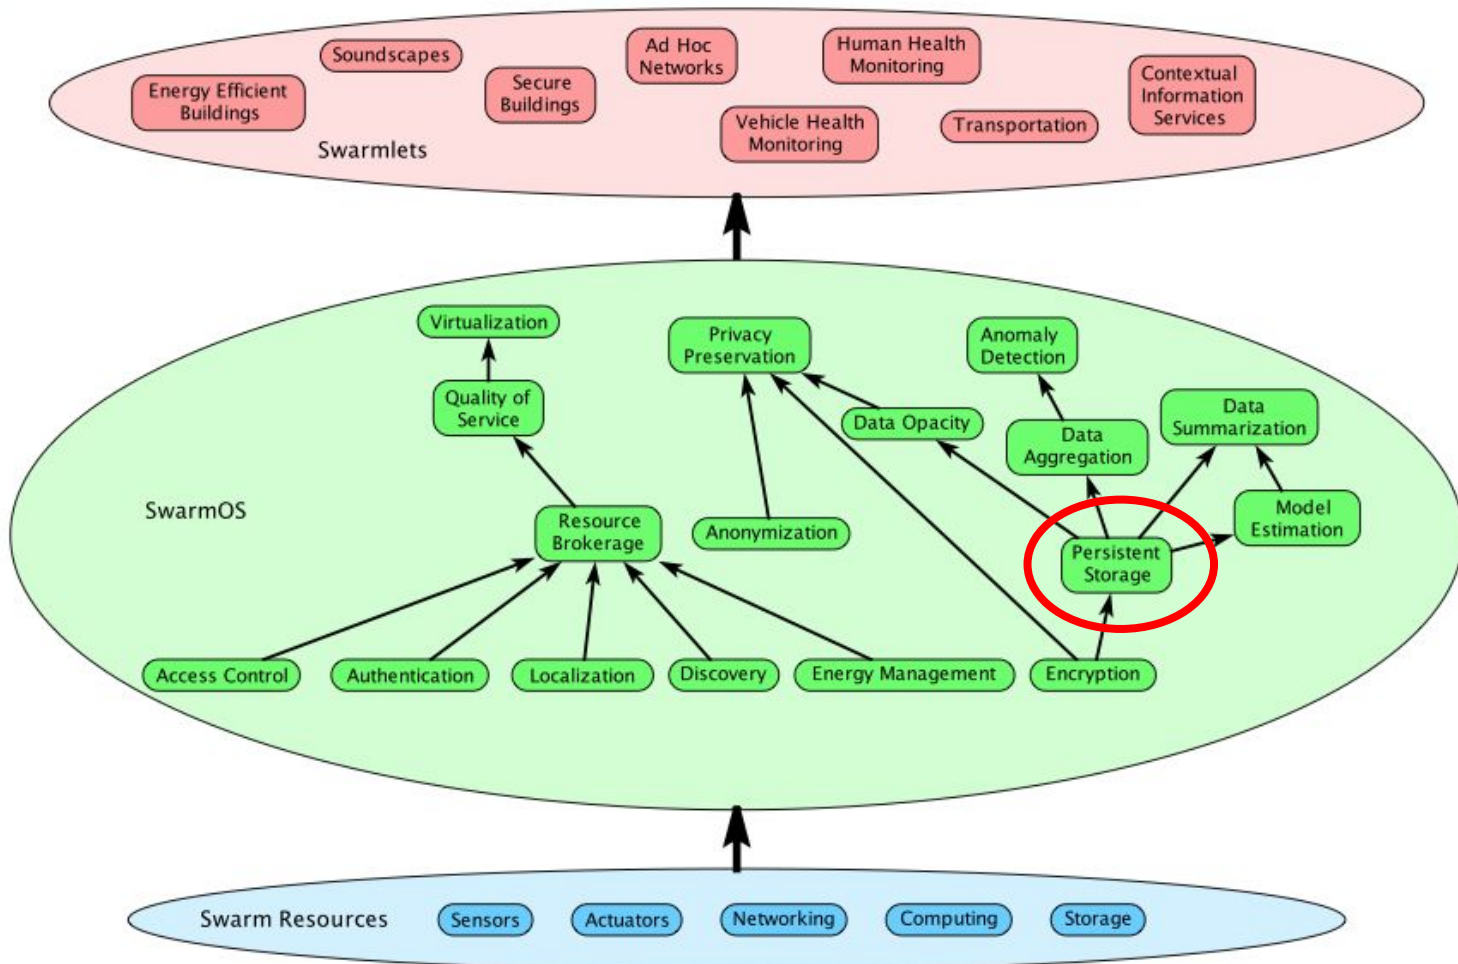 Soundscapes
Ad Hoc
Networks
Human Health
Monitoring
Energy Efficient
Buildings
Secure
Buildings
Contextual
Information
Services
Vehicle Health
Monitoring
Transportation
Swarmlets
Virtualization
Privacy
Preservation
Anomaly
Detection
Quality of
Service
Data Opacity
Data
Aggregation
Data
Summarization
SwarmOS
Resource
Brokerage
Anonymization
Model
Estimation
Persistent
Storage
Access Control
Authentication
Localization
Discovery
Energy Management
Encryption
Swarm Resources
Sensors
Actuators
Networking
Computing
Storage